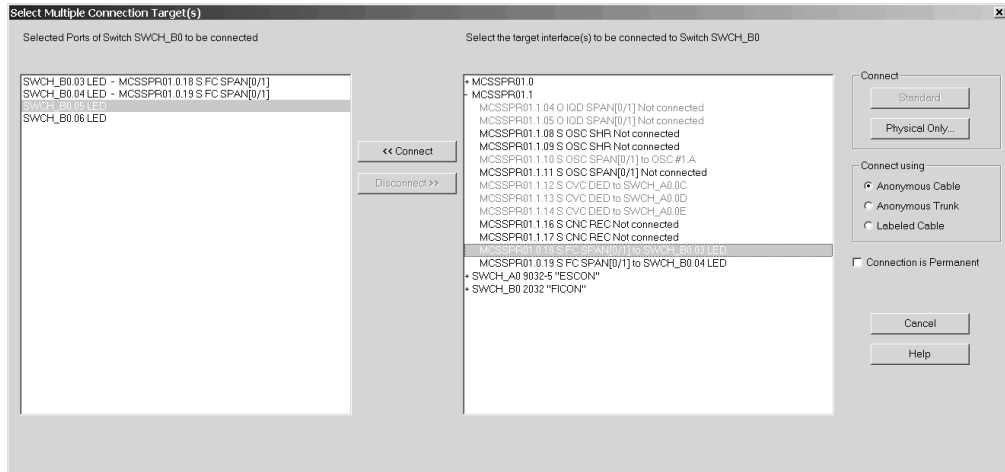 Select Multiple Connection Target(s)
Selected Ports of Switch SWCH_B0 to be connected
Select the target interface(s) to be connected to Switch SWCH_B0
SWCH_B0.03 LED - MCSSPR01.0.18 S FC SPAN[0/1]
SWCH_B0.04 LED - MCSSPR01.0.19 S FC SPAN[0/1]
SWCH_B0.05 LED
SWCH_B0.06 LED
<< Connect
Disconnect >>
+ MCSSPR01.0
- MCSSPR01.1
MCSSPR01.1.04 O IQD SPAN[0/1] Not connected
MCSSPR01.1.05 O IQD SPAN[0/1] Not connected
MCSSPR01.1.08 S OSC SHR Not connected
MCSSPR01.1.09 S OSC SHR Not connected
MCSSPR01.1.10 S OSC SPAN[0/1] to OSC #1.A
MCSSPR01.1.11 S OSC SPAN[0/1] Not connected
MCSSPR01.1.12 S CVC DED to SWCH_A0.0C
MCSSPR01.1.13 S CVC DED to SWCH_A0.0D
MCSSPR01.1.14 S CVC DED to SWCH_A0.0E
MCSSPR01.1.16 S CNC REC Not connected
MCSSPR01.1.17 S CNC REC Not connected
MCSSPR01.0.18 S FC SPAN[0/1] to SWCH_B0.03 LED
MCSSPR01.0.19 S FC SPAN[0/1] to SWCH_B0.04 LED
+ SWCH_A0 9032-5 "ESCON"
+ SWCH_B0 2032 "FICON"
Connect
Standard
Physical Only...
Connect using
Anonymous Cable
Anonymous Trunk
Labeled Cable
Connection is Permanent
Cancel
Help